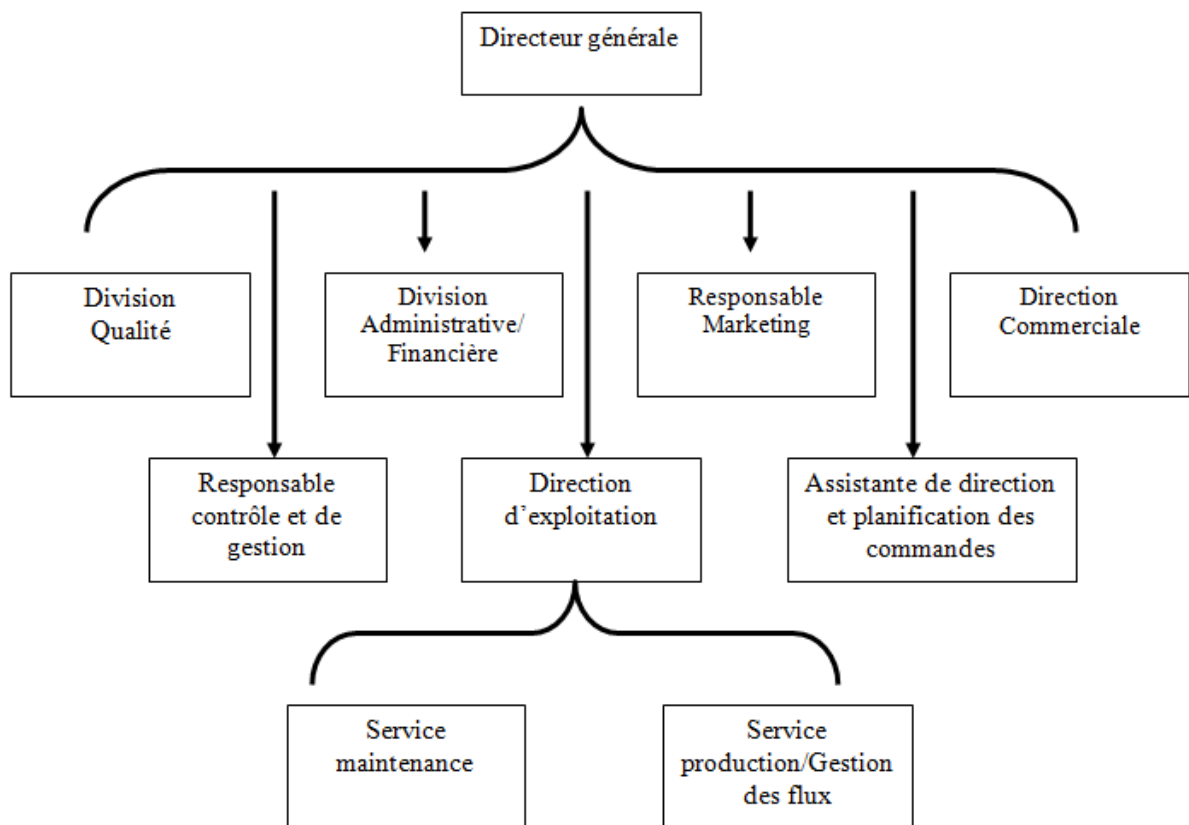 Directeur générale
Division
Qualité
Division
Administrative/
Financière
Responsable
Marketing
Direction
Commerciale
Responsable
contrôle et de
gestion
Direction
d’exploitation
Assistante de direction
et planification des
commandes
Service
maintenance
Service
production/Gestion
des flux